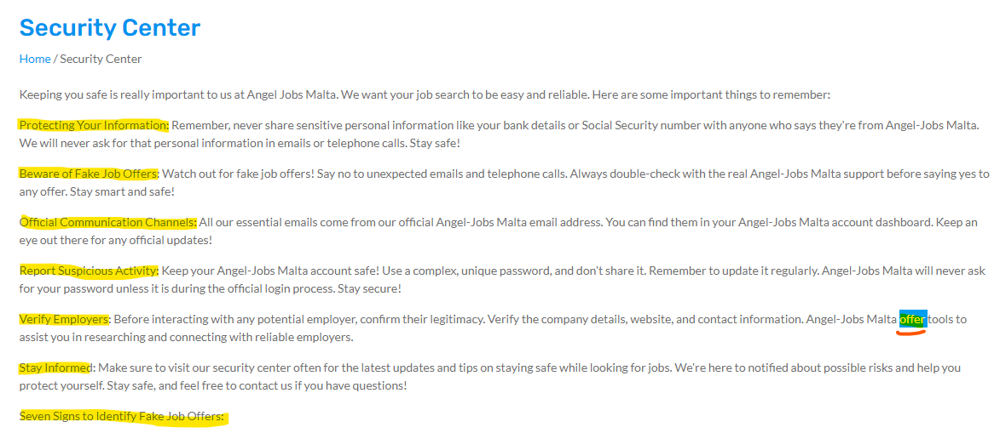 Security Center
Home / Security Center
Keeping you safe is really important to us at Angel Jobs Malta. We want your job search to be easy and reliable. Here are some important things to remember:
Protecting Your Information: Remember, never share sensitive personal information like your bank details or Social Security number with anyone who says they're from Angel-Jobs Malta.
We will never ask for that personal information in emails or telephone calls. Stay safe!
Beware of Fake Job Offers: Watch out for fake job offers! Say no to unexpected emails and telephone calls. Always double-check with the real Angel-Jobs Malta support before saying yes to
any offer. Stay smart and safe!
Official Communication Channels: All our essential emails come from our official Angel-Jobs Malta email address. You can find them in your Angel-Jobs Malta account dashboard. Keep an
eye out there for any official updates!
Report Suspicious Activity: Keep your Angel-Jobs Malta account safe! Use a complex, unique password, and don't share it. Remember to update it regularly. Angel-Jobs Malta will never ask
for your password unless it is during the official login process. Stay secure!
Verify Employers: Before interacting with any potential employer, confirm their legitimacy. Verify the company details, website, and contact information. Angel-Jobs Malta offer tools to
assist you in researching and connecting with reliable employers.
Stay Informed: Make sure to visit our security center often for the latest updates and tips on staying safe while looking for jobs. We're here to notified about possible risks and help you
protect yourself. Stay safe, and feel free to contact us if you have questions!
Seven Signs to Identify Fake Job Offers: